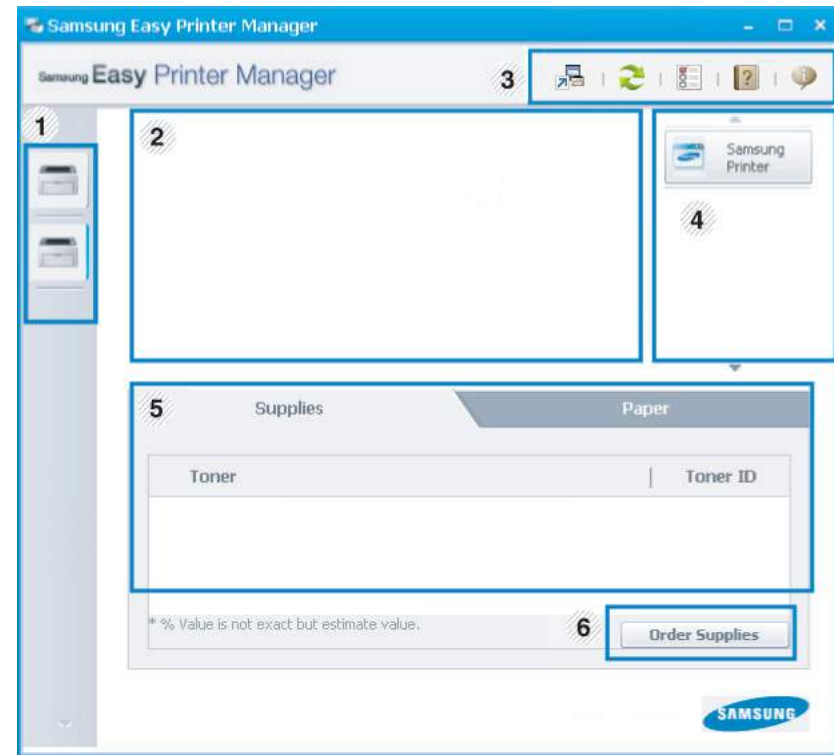 Samsung Easy Printer Manager
Samsung Easy Printer Manager
3
1
2
Samsung
Printer
4
5
Supplies
Paper
Toner
Toner ID
* % Value is not exact but estimate value.
6
Order Supplies
SAMSUNG